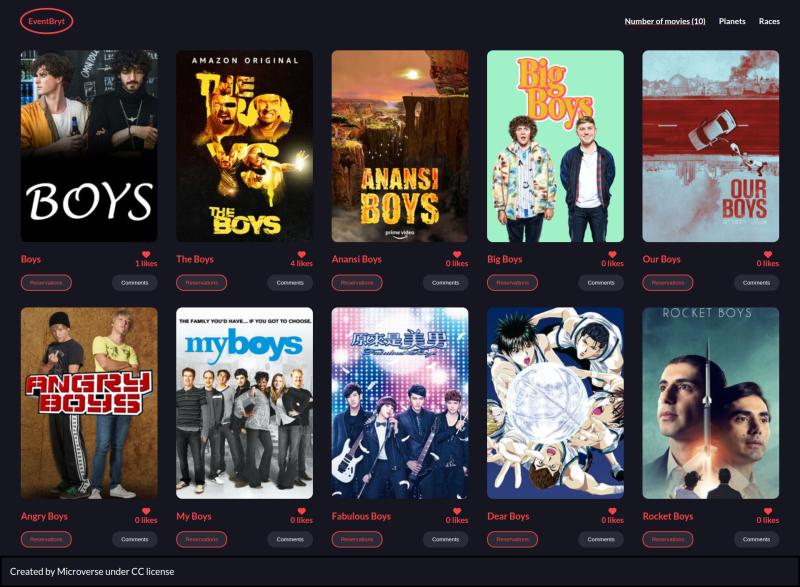 EventBryt
Number of movies (10) Planets Races
BOYS
AMAZON ORIGINAL
THE
BOYS
THE
BOYS
ANANSI
BOYS
prime video
Big
Boys
OUR
BOYS
Boys
1 likes
The Boys
4 likes
Anansi Boys
0 likes
Big Boys
0 likes
Our Boys
0 likes
Reservations Comments
Reservations Comments
Reservations Comments
Reservations Comments
Reservations Comments
ANGRY
BOYS
THE FAMILY YOU'D HAVE... IF YOU GOT TO CHOOSE.
myboys
原來是美男
ROCKET BOYS
Angry Boys
0 likes
My Boys
0 likes
Fabulous Boys
0 likes
Dear Boys
0 likes
Rocket Boys
0 likes
Reservations Comments
Reservations Comments
Reservations Comments
Reservations Comments
Reservations Comments
Created by Microverse under CC license